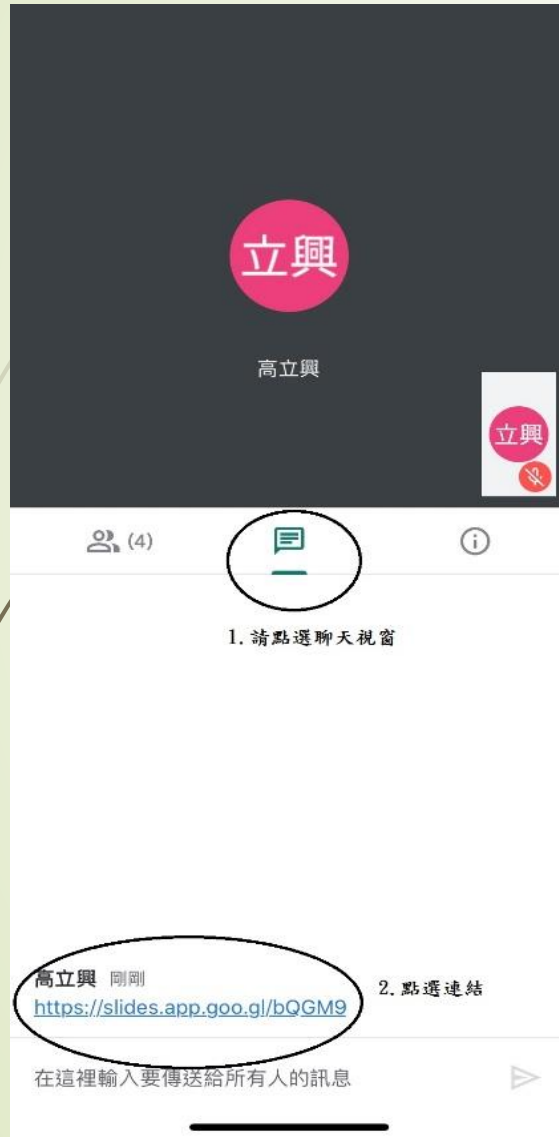 立興
高立興
立興
(4)
1.請點選聊天視窗
高立興 剛剛
https://slides.app.goo.gl/bQGM9
2.點選連結
在這裡輸入要傳送給所有人的訊息